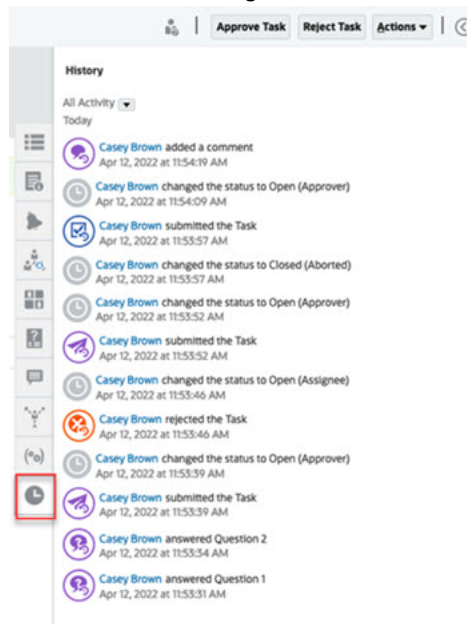 Approve Task Reject Task Actions
History
All Activity
Today
Casey Brown added a comment
Apr 12, 2022 at 11:54:19 AM
Casey Brown changed the status to Open (Approver)
Apr 12, 2022 at 11:54:09 AM
Casey Brown submitted the Task
Apr 12, 2022 at 11:53:57 AM
Casey Brown changed the status to Closed (Aborted)
Apr 12, 2022 at 11:53:57 AM
Casey Brown changed the status to Open (Approver)
Apr 12, 2022 at 11:53:52 AM
Casey Brown submitted the Task
Apr 12, 2022 at 11:53:52 AM
Casey Brown changed the status to Open (Assignee)
Apr 12, 2022 at 11:53:46 AM
Casey Brown rejected the Task
Apr 12, 2022 at 11:53:46 AM
Casey Brown changed the status to Open (Approver)
Apr 12, 2022 at 11:53:39 AM
Casey Brown submitted the Task
Apr 12, 2022 at 11:53:39 AM
Casey Brown answered Question 2
Apr 12, 2022 at 11:53:34 AM
Casey Brown answered Question 1
Apr 12, 2022 at 11:53:31 AM